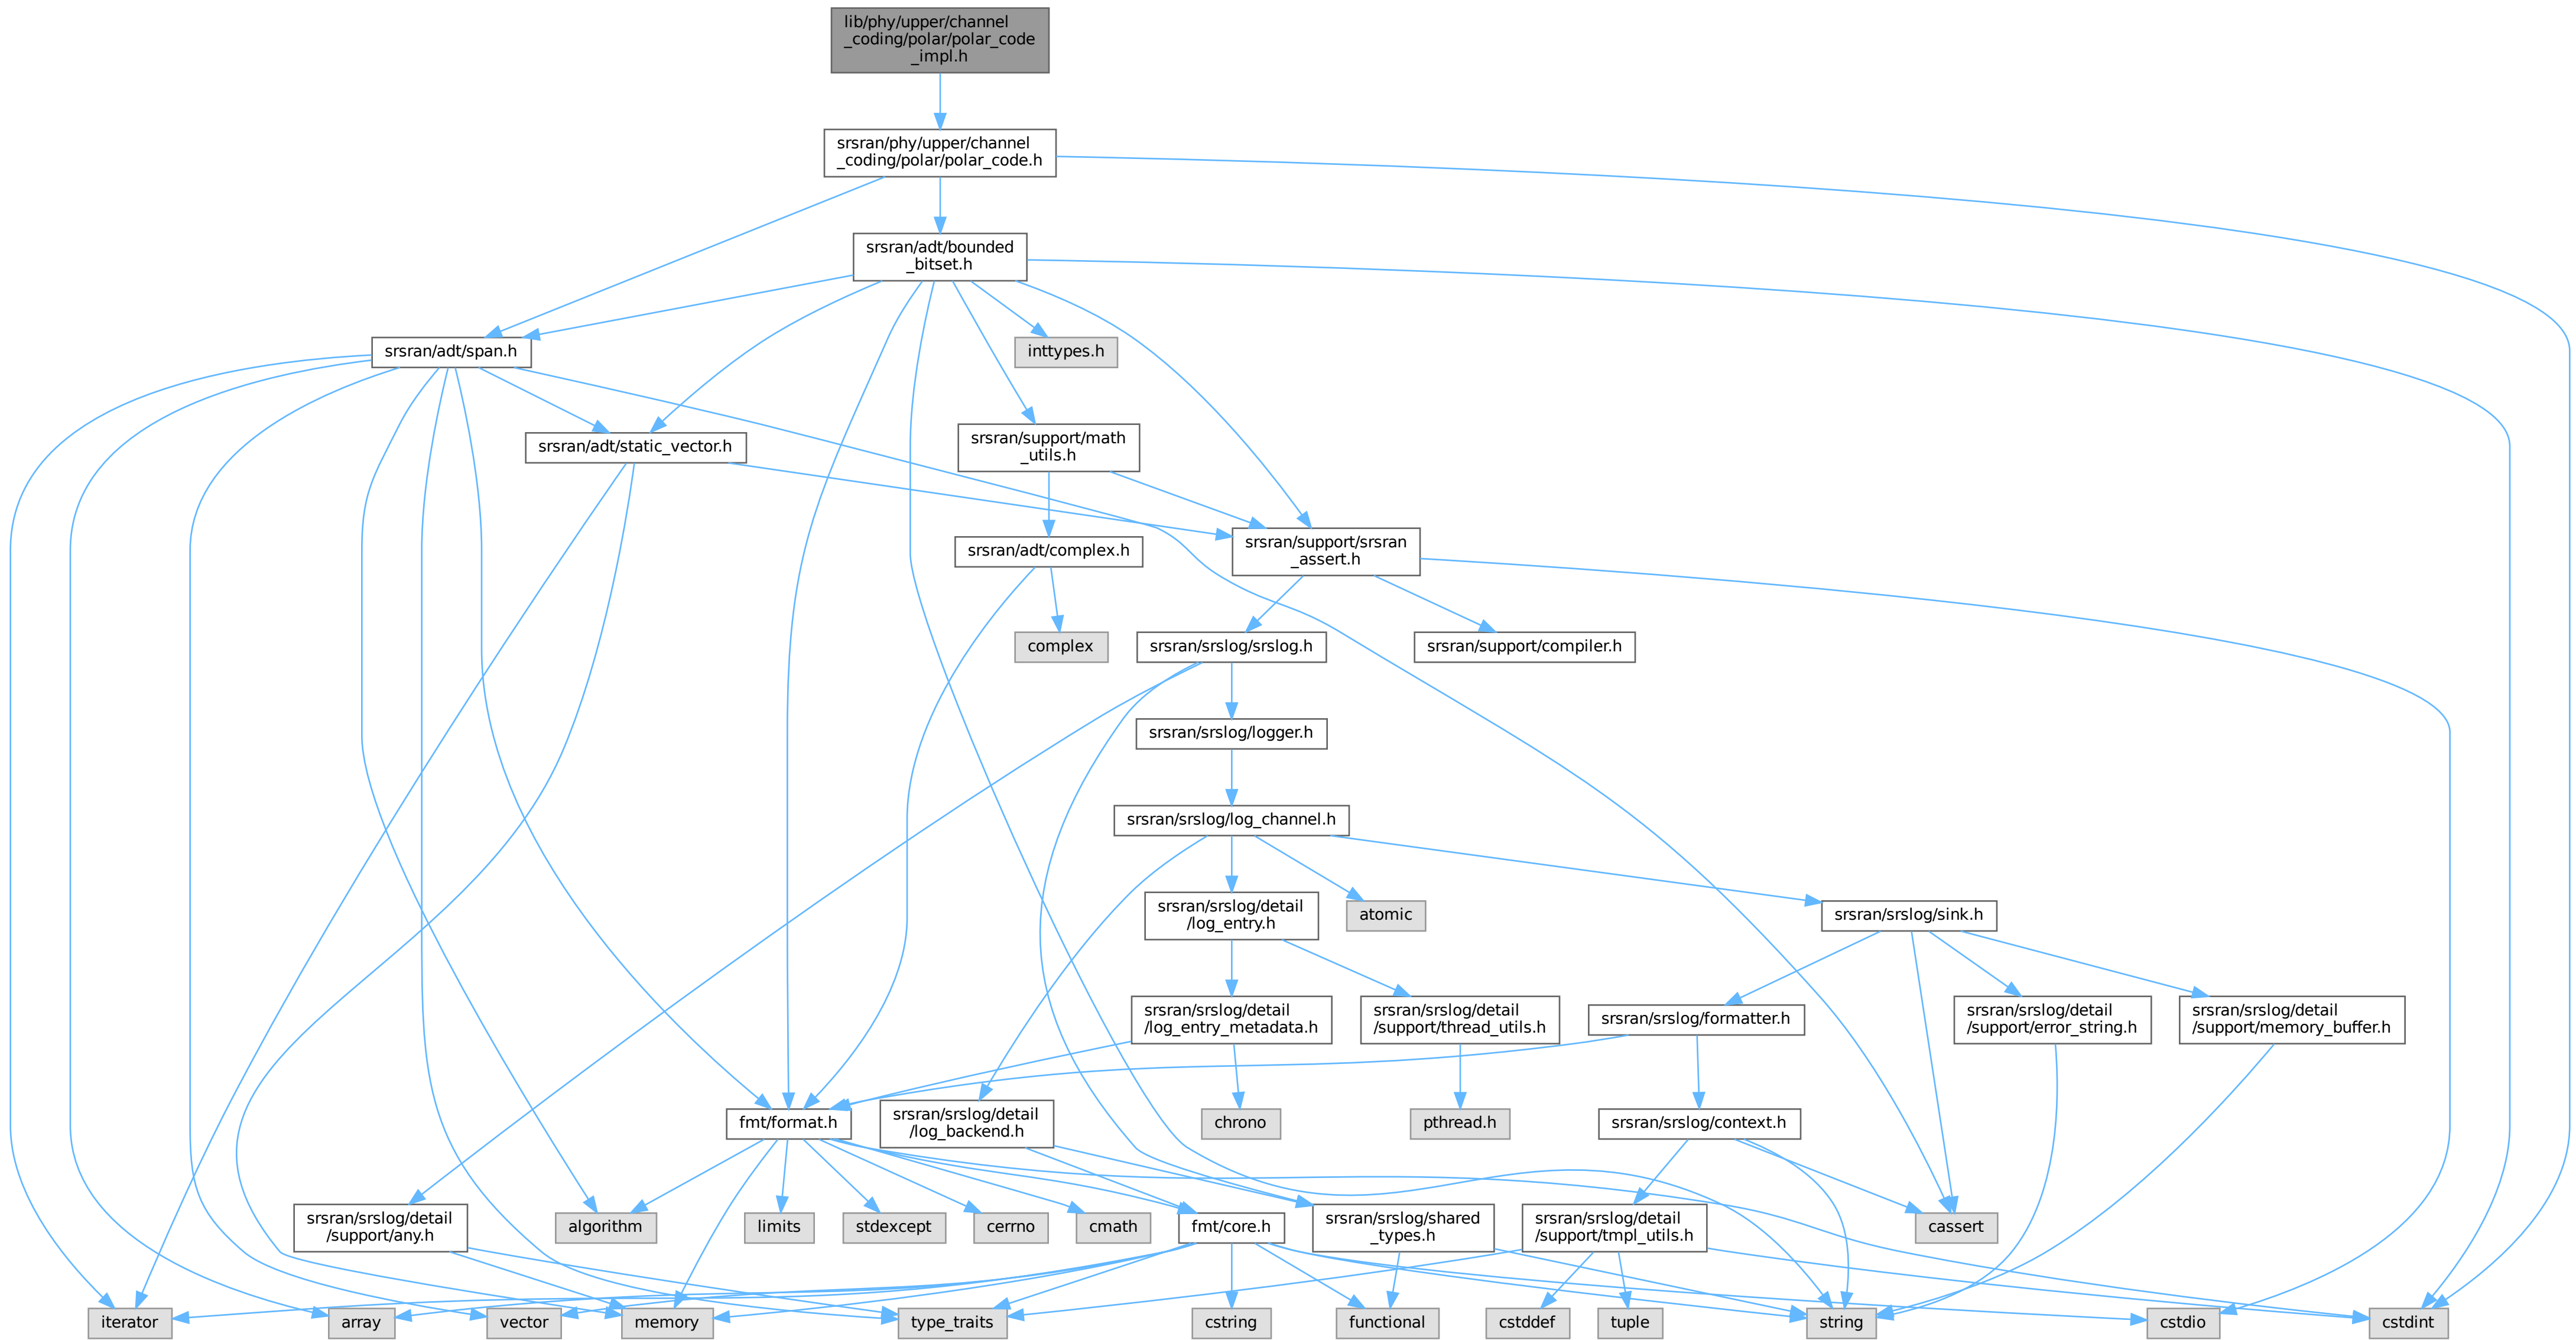 lib/phy/upper/channel
_coding/polar/polar_code
_impl.h
srsran/phy/upper/channel
_coding/polar/polar_code.h
srsran/adt/bounded
_bitset.h
srsran/adt/span.h
inttypes.h
srsran/adt/static_vector.h
srsran/support/math
_utils.h
srsran/adt/complex.h
srsran/support/srsran
_assert.h
complex
srsran/srslog/srslog.h
srsran/support/compiler.h
srsran/srslog/logger.h
srsran/srslog/log_channel.h
srsran/srslog/detail
/log_entry.h
atomic
srsran/srslog/sink.h
srsran/srslog/detail
/log_entry_metadata.h
srsran/srslog/detail
/support/thread_utils.h
srsran/srslog/formatter.h
srsran/srslog/detail
/support/error_string.h
srsran/srslog/detail
/support/memory_buffer.h
fmt/format.h
srsran/srslog/detail
/log_backend.h
chrono
pthread.h
srsran/srslog/context.h
srsran/srslog/detail
/support/any.h
algorithm
limits
stdexcept
cerrno
cmath
fmt/core.h
srsran/srslog/shared
_types.h
srsran/srslog/detail
/support/tmpl_utils.h
cassert
iterator
array
vector
memory
type_traits
cstring
functional
cstddef
tuple
string
cstdio
cstdint